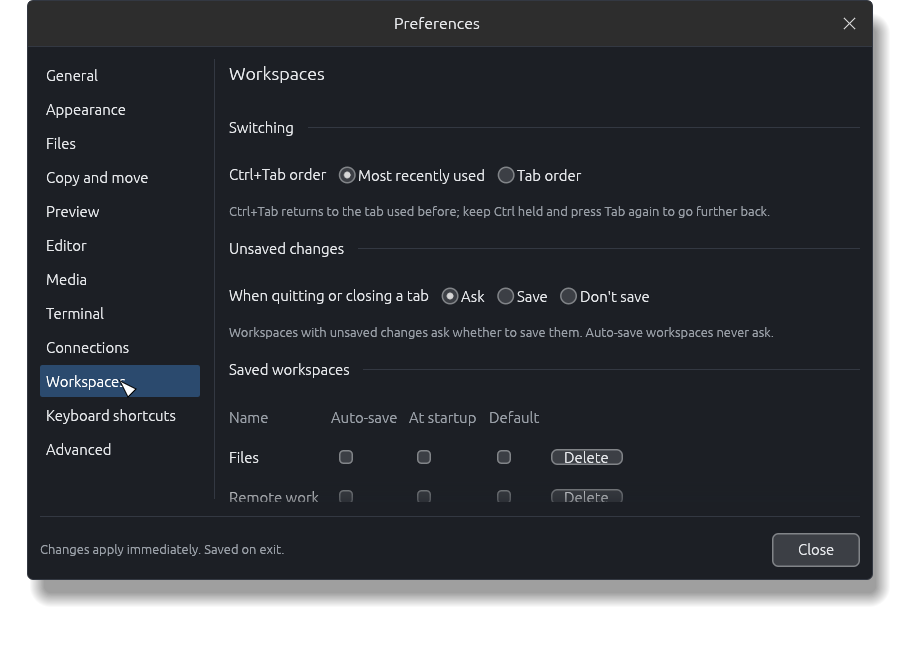 Preferences
General
Appearance
Files
Copy and move
Preview
Editor
Media
Terminal
Connections
Workspaces
Keyboard shortcuts
Advanced
Workspaces
Switching
Ctrl+Tab order Most recently used Tab order
Ctrl+Tab returns to the tab used before; keep Ctrl held and press Tab again to go further back.
Unsaved changes
When quitting or closing a tab Ask Save Don't save
Workspaces with unsaved changes ask whether to save them. Auto-save workspaces never ask.
Saved workspaces
Name Auto-save At startup Default
Files Delete
Remote work Delete
Changes apply immediately. Saved on exit.
Close